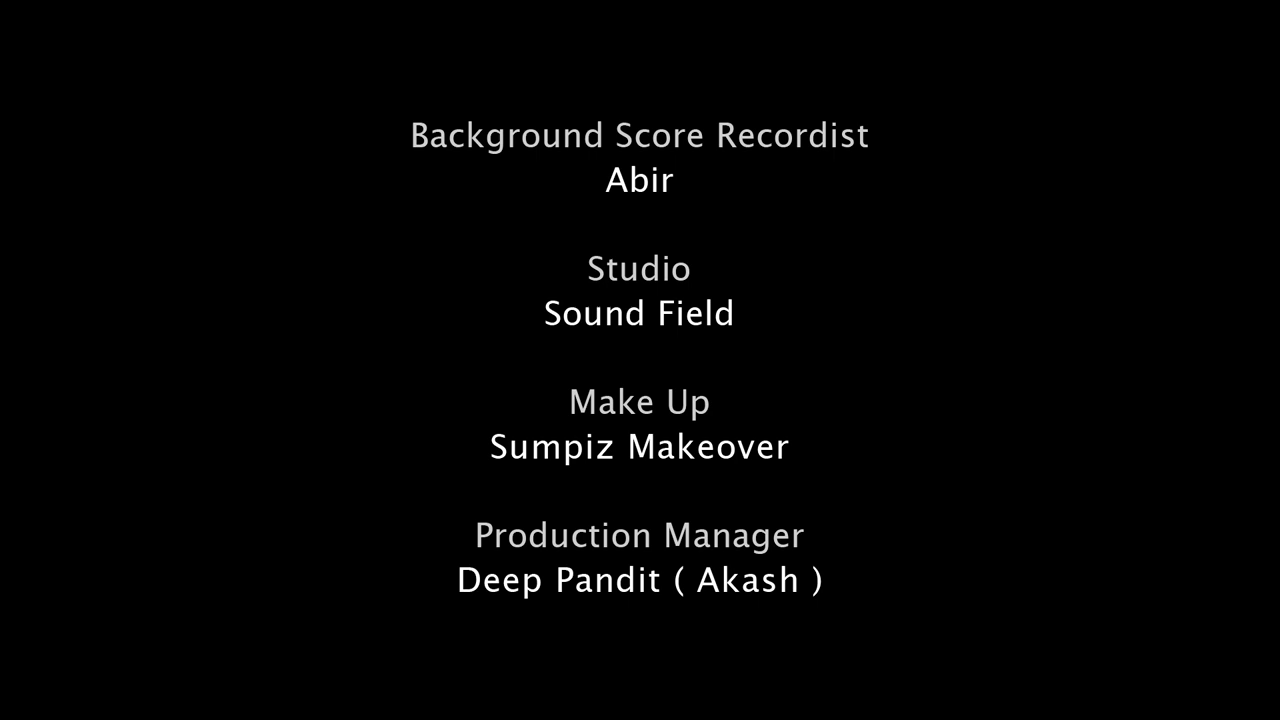 Background Score Recordist
Abir
Studio
Sound Field
Make Up
Sumpiz Makeover
Production Manager
Deep Pandit ( Akash )